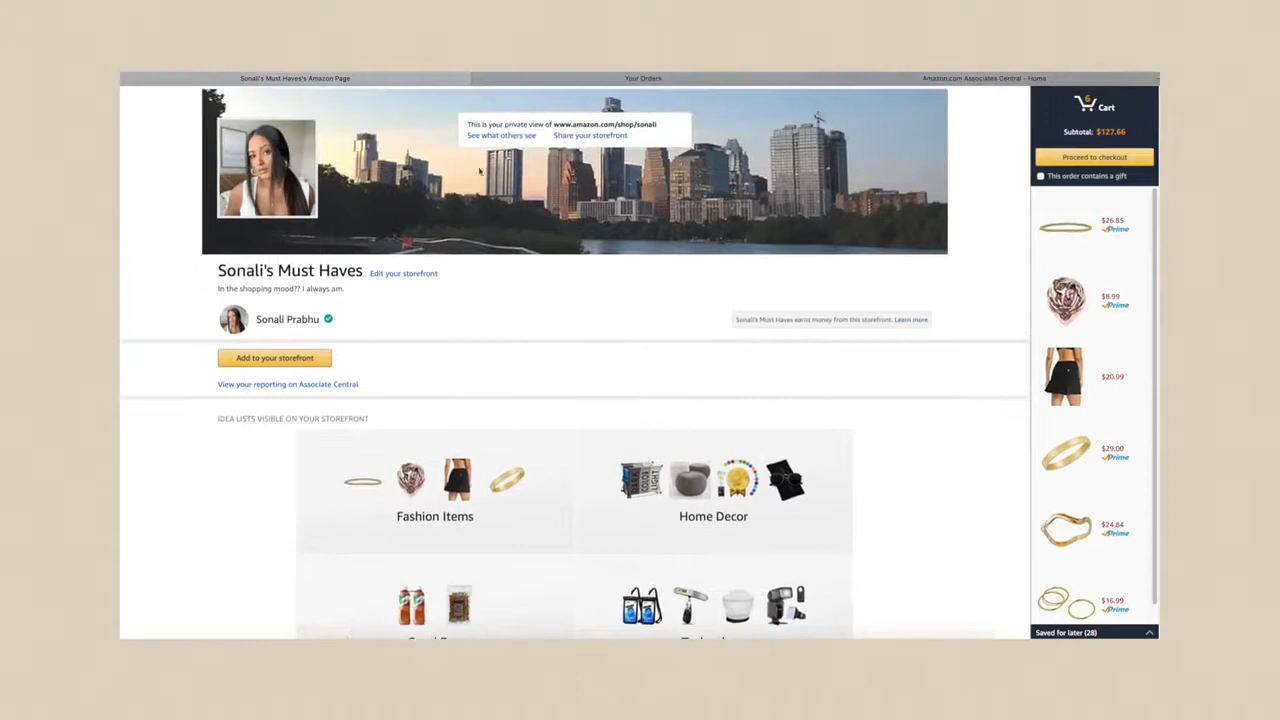 Sonali's Must Haves's Amazon Page
Your Orders
Amazon.com Associates Central - Home
This is your private view of www.amazon.com/shop/sonali
See what others see Share your storefront
6
Cart
Subtotal: $127.66
Proceed to checkout
This order contains a gift
Sonali's Must Haves Edit your storefront
In the shopping mood?? I always am.
Sonali Prabhu
Sonali's Must Haves earns money from this storefront. Learn more
Add to your storefront
View your reporting on Associate Central
IDEA LISTS VISIBLE ON YOUR STOREFRONT
Fashion Items
Home Decor
$26.85
Prime
$8.99
Prime
$20.99
$29.00
Prime
$24.84
Prime
$16.99
Prime
Saved for later (28)